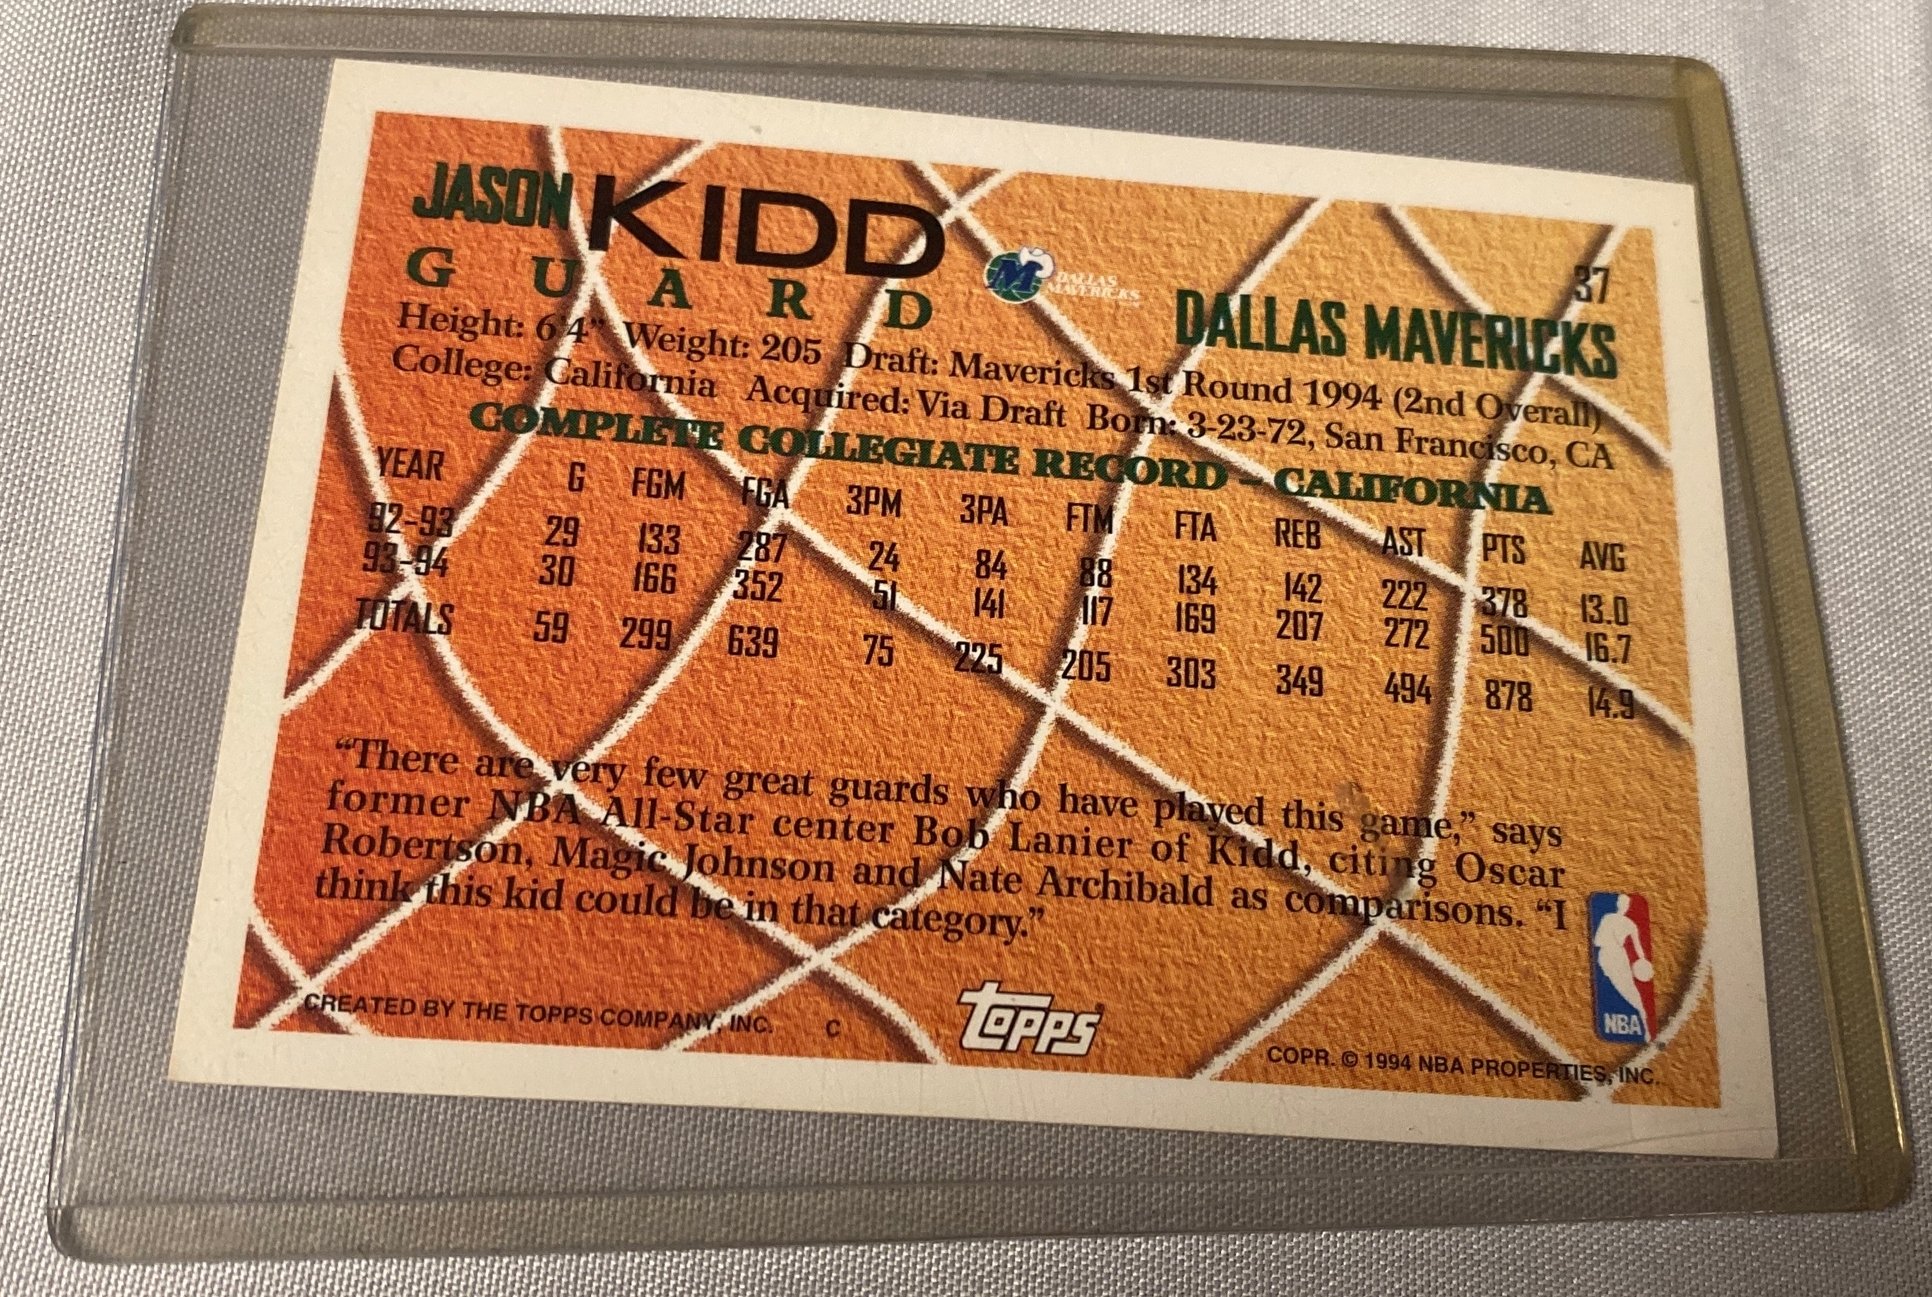 37
JASON KIDD
GUARD
DALLAS MAVERICKS
DALLAS MAVERICKS
Height: 6'4" Weight: 205 Draft: Mavericks 1st Round 1994 (2nd Overall)
College: California Acquired: Via Draft Born: 3-23-72, San Francisco, CA
COMPLETE COLLEGIATE RECORD – CALIFORNIA
YEAR G FGM FGA 3PM 3PA FTM FTA REB AST PTS AVG
92-93 29 133 287 24 84 88 134 142 222 378 13.0
93-94 30 166 352 51 141 117 169 207 272 500 16.7
TOTALS 59 299 639 75 225 205 303 349 494 878 14.9
“There are very few great guards who have played this game,” says
former NBA All-Star center Bob Lanier of Kidd, citing Oscar
Robertson, Magic Johnson and Nate Archibald as comparisons. “I
think this kid could be in that category.”
CREATED BY THE TOPPS COMPANY, INC. C
TOPPS®
NBA
COPR. © 1994 NBA PROPERTIES, INC.